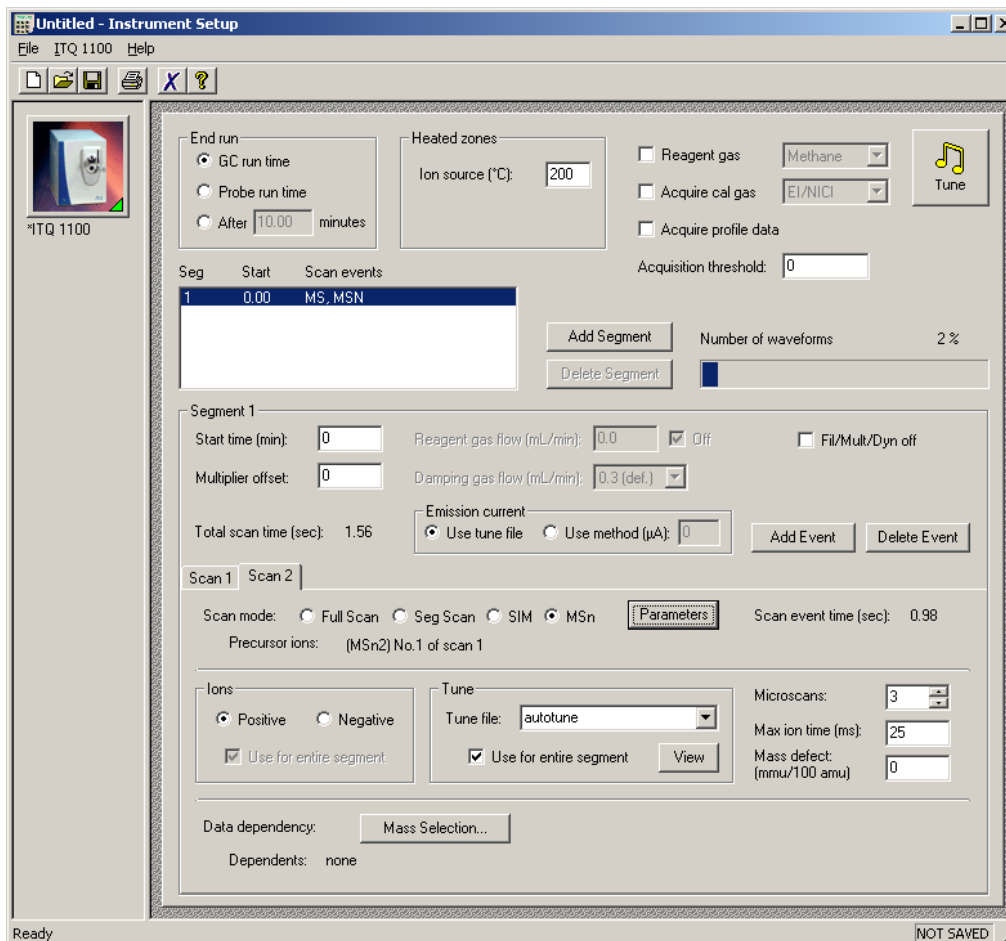 Untitled - Instrument Setup
File ITQ 1100 Help
*ITQ 1100
End run
GC run time
Probe run time
After 10.00 minutes
Heated zones
Ion source (°C): 200
Reagent gas Methane
Acquire cal gas EI/NICI
Acquire profile data
Acquisition threshold: 0
Tune
Seg Start Scan events
1 0.00 MS, MSN
Add Segment
Delete Segment
Number of waveforms 2 %
Segment 1
Start time (min): 0 Reagent gas flow (mL/min): 0.0 Off Fil/Mult/Dyn off
Multiplier offset: 0 Damping gas flow (mL/min): 0.3 (def.)
Total scan time (sec): 1.56
Emission current
Use tune file Use method (µA): 0
Add Event Delete Event
Scan 1 Scan 2
Scan mode: Full Scan Seg Scan SIM MSn Parameters Scan event time (sec): 0.98
Precursor ions: (MSn2) No.1 of scan 1
Ions
Positive Negative
Use for entire segment
Tune
Tune file: autotune
Use for entire segment View
Microscans: 3
Max ion time (ms): 25
Mass defect: 0
(mmu/100 amu)
Data dependency: Mass Selection...
Dependents: none
Ready NOT SAVED